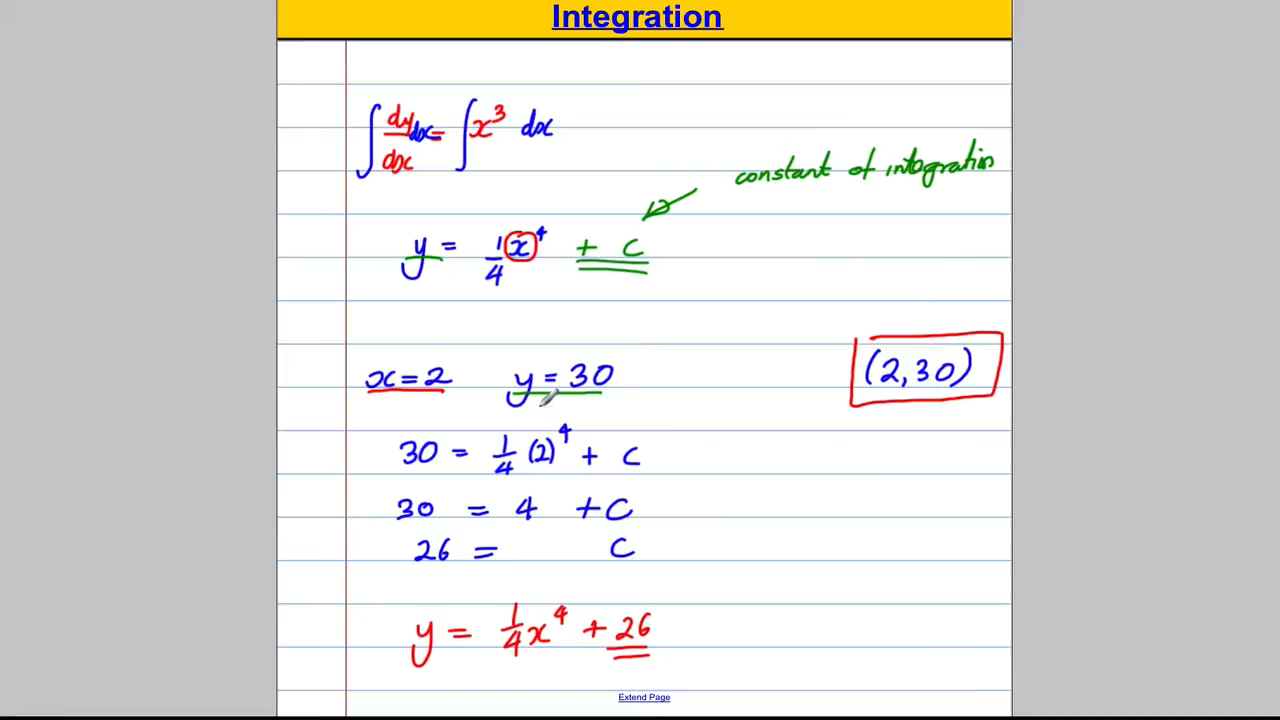 Integration
∫ dy/dx dx = ∫ x³ dx
constant of integration
y = 1/4 x⁴ + c
(2, 30)
x = 2 y = 30
30 = 1/4 (2)⁴ + c
30 = 4 + C
26 = C
y = 1/4 x⁴ + 26
Extend Page